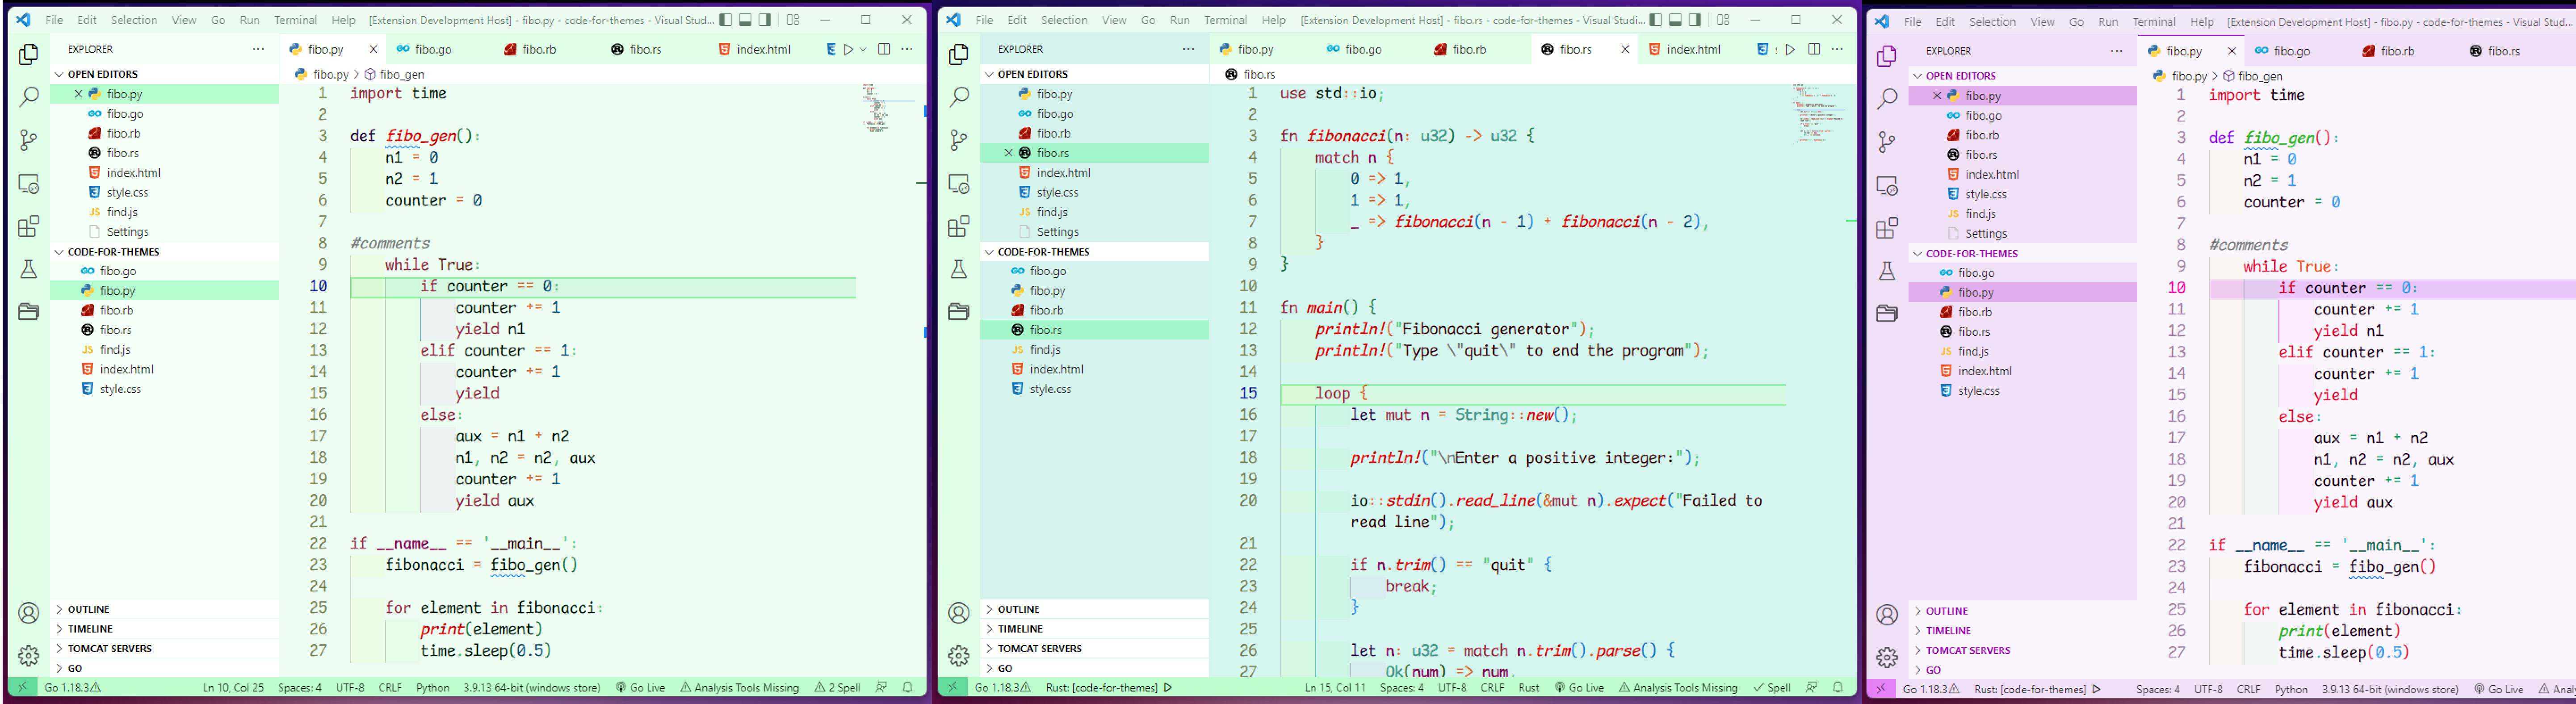 File Edit Selection View Go Run Terminal Help [Extension Development Host] - fibo.py - code-for-themes - Visual Stud...
EXPLORER
fibo.py fibo.go fibo.rb fibo.rs index.html
OPEN EDITORS
fibo.py > fibo_gen
fibo.py
fibo.go
fibo.rb
fibo.rs
index.html
style.css
find.js
Settings
CODE-FOR-THEMES
fibo.go
fibo.py
fibo.rb
fibo.rs
find.js
index.html
style.css
OUTLINE
TIMELINE
TOMCAT SERVERS
GO
1 import time
2
3 def fibo_gen():
4 n1 = 0
5 n2 = 1
6 counter = 0
7
8 #comments
9 while True:
10 if counter == 0:
11 counter += 1
12 yield n1
13 elif counter == 1:
14 counter += 1
15 yield
16 else:
17 aux = n1 + n2
18 n1, n2 = n2, aux
19 counter += 1
20 yield aux
21
22 if __name__ == '__main__':
23 fibonacci = fibo_gen()
24
25 for element in fibonacci:
26 print(element)
27 time.sleep(0.5)
Go 1.18.3 Ln 10, Col 25 Spaces: 4 UTF-8 CRLF Python 3.9.13 64-bit (windows store) Go Live Analysis Tools Missing 2 Spell
File Edit Selection View Go Run Terminal Help [Extension Development Host] - fibo.rs - code-for-themes - Visual Studi...
EXPLORER
fibo.py fibo.go fibo.rb fibo.rs index.html
OPEN EDITORS
fibo.rs
fibo.py
fibo.go
fibo.rb
fibo.rs
index.html
style.css
find.js
Settings
CODE-FOR-THEMES
fibo.go
fibo.py
fibo.rb
fibo.rs
find.js
index.html
style.css
OUTLINE
TIMELINE
TOMCAT SERVERS
GO
1 use std::io;
2
3 fn fibonacci(n: u32) -> u32 {
4 match n {
5 0 => 1,
6 1 => 1,
7 _ => fibonacci(n - 1) + fibonacci(n - 2),
8 }
9 }
10
11 fn main() {
12 println!("Fibonacci generator");
13 println!("Type \"quit\" to end the program");
14
15 loop {
16 let mut n = String::new();
17
18 println!("\nEnter a positive integer:");
19
20 io::stdin().read_line(&mut n).expect("Failed to
read line");
21
22 if n.trim() == "quit" {
23 break;
24 }
25
26 let n: u32 = match n.trim().parse() {
27 Ok(num) => num,
Go 1.18.3 Rust: [code-for-themes] Ln 15, Col 11 Spaces: 4 UTF-8 CRLF Rust Go Live Analysis Tools Missing Spell
File Edit Selection View Go Run Terminal Help [Extension Development Host] - fibo.py - code-for-themes - Visual Stud...
EXPLORER
fibo.py fibo.go fibo.rb fibo.rs
OPEN EDITORS
fibo.py > fibo_gen
fibo.py
fibo.go
fibo.rb
fibo.rs
index.html
style.css
find.js
Settings
CODE-FOR-THEMES
fibo.go
fibo.py
fibo.rb
fibo.rs
find.js
index.html
style.css
OUTLINE
TIMELINE
TOMCAT SERVERS
GO
1 import time
2
3 def fibo_gen():
4 n1 = 0
5 n2 = 1
6 counter = 0
7
8 #comments
9 while True:
10 if counter == 0:
11 counter += 1
12 yield n1
13 elif counter == 1:
14 counter += 1
15 yield
16 else:
17 aux = n1 + n2
18 n1, n2 = n2, aux
19 counter += 1
20 yield aux
21
22 if __name__ == '__main__':
23 fibonacci = fibo_gen()
24
25 for element in fibonacci:
26 print(element)
27 time.sleep(0.5)
Go 1.18.3 Rust: [code-for-themes] Spaces: 4 UTF-8 CRLF Python 3.9.13 64-bit (windows store) Go Live